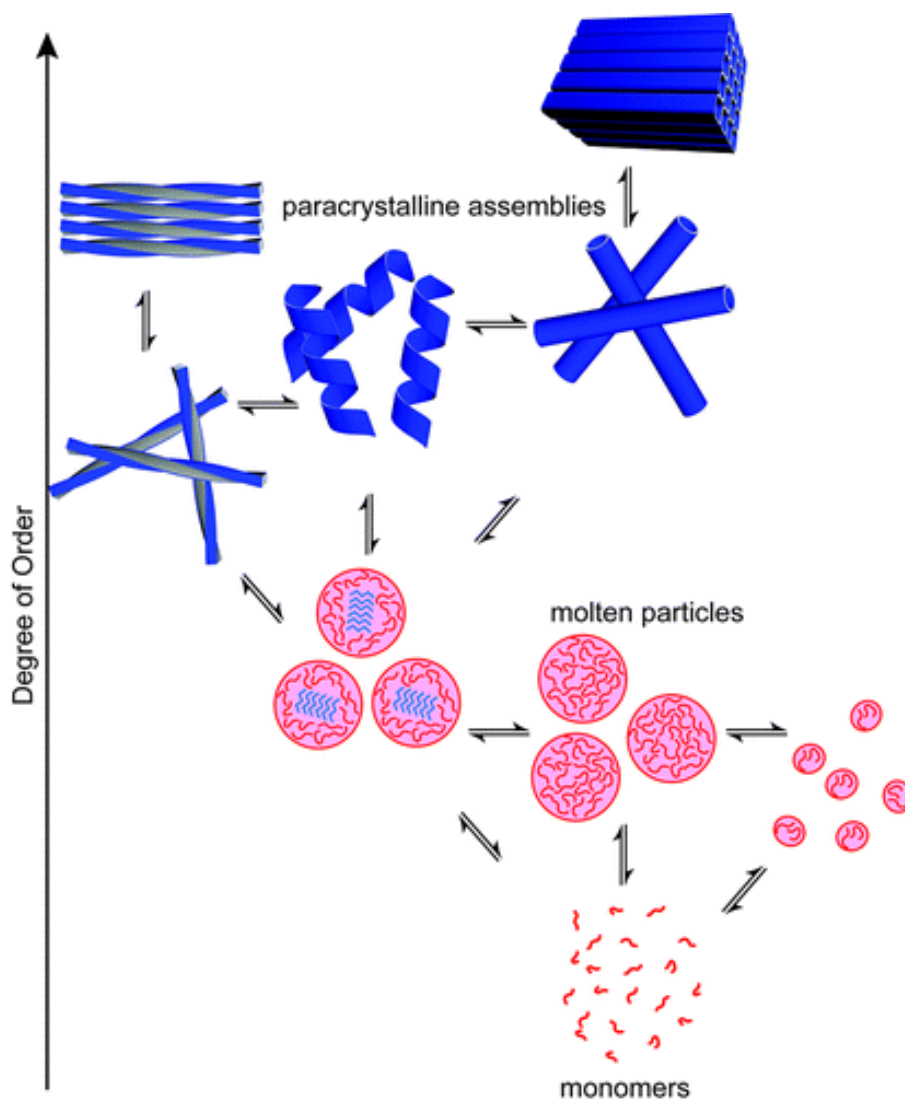 paracrystalline assemblies
Degree of Order
molten particles
monomers